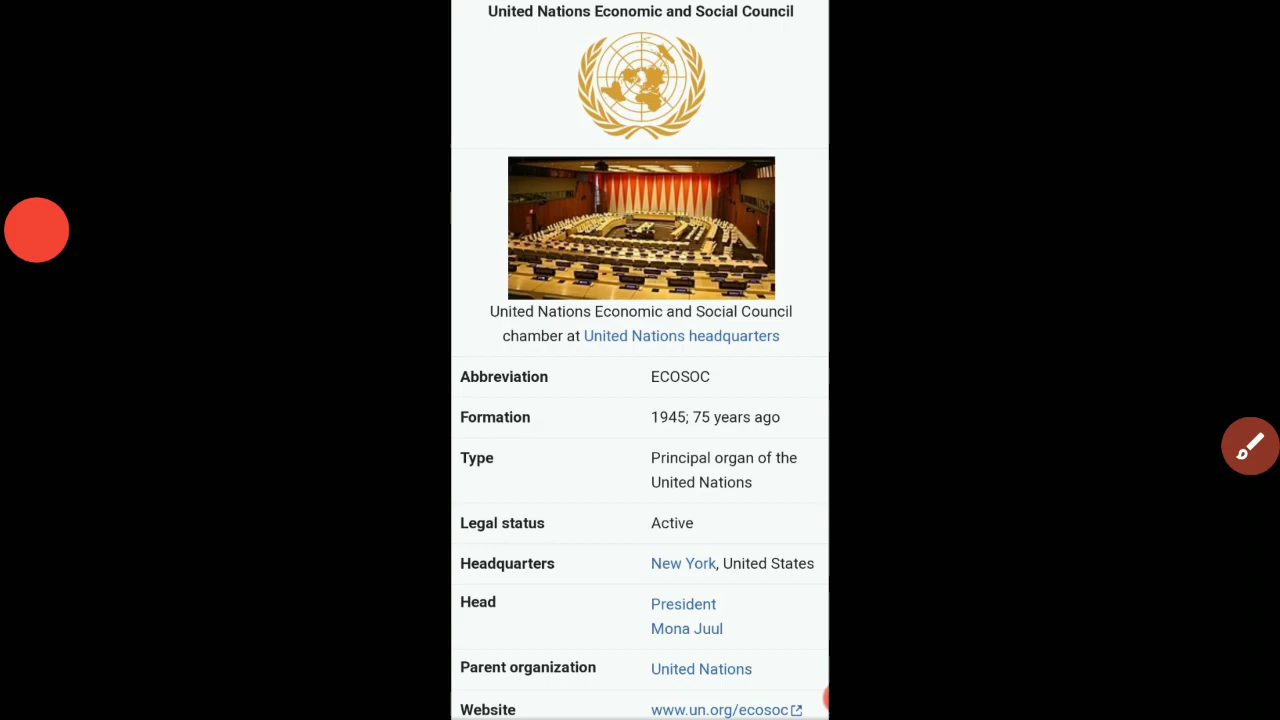 United Nations Economic and Social Council
United Nations Economic and Social Council
chamber at United Nations headquarters
Abbreviation ECOSOC
Formation 1945; 75 years ago
Type Principal organ of the
United Nations
Legal status Active
Headquarters New York, United States
Head President
Mona Juul
Parent organization United Nations
Website www.un.org/ecosoc